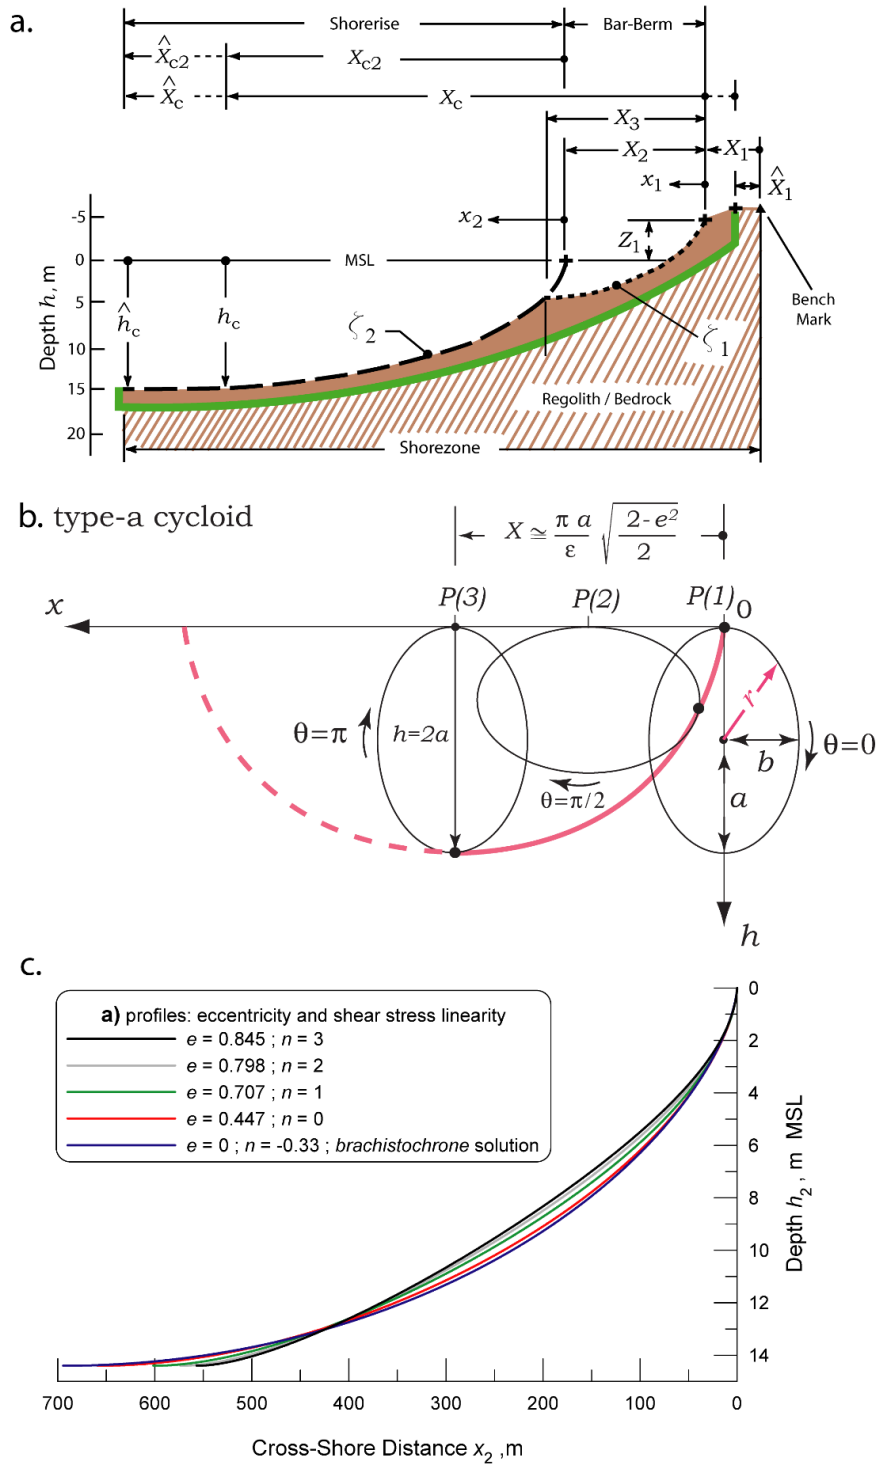 a.
Shorerise
Bar-Berm
X̂c2
Xc2
X̂c
Xc
X3
X2
X1
x1
X̂1
x2
Z1
MSL
-5
0
5
10
15
20
Depth h, m
ĥc
hc
ζ2
ζ1
Bench
Mark
Regolith / Bedrock
Shorezone
b. type-a cycloid
X ≅ π a / ε √(2-e² / 2)
x
P(3)
P(2)
P(1)
0
θ=π
h=2a
θ=π/2
r
b
a
θ=0
h
c.
a) profiles: eccentricity and shear stress linearity
e = 0.845 ; n = 3
e = 0.798 ; n = 2
e = 0.707 ; n = 1
e = 0.447 ; n = 0
e = 0 ; n = -0.33 ; brachistochrone solution
0
2
4
6
8
10
12
14
Depth h2 , m MSL
700 600 500 400 300 200 100 0
Cross-Shore Distance x2 ,m